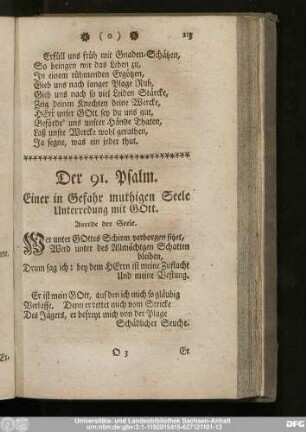 (o) 213
Erfüll uns früh mit Gnaden-Schätzen,
So bringen wir das Leben zu,
In einem rühmenden Ergötzen,
Gieb uns nach langer Plage Ruh,
Gieb uns nach so viel Leiden Stärcke,
Zeig deinen Knechten deine Wercke,
HErr unser GOtt sey du uns gut,
Befördr' uns unsrer Hände Thaten,
Laß unsre Wercke wohl gerathen,
Ja segne, was ein jeder thut.
Der 91. Psalm.
Einer in Gefahr muthigen Seele
Unterredung mit GOtt.
Anrede der Seele.
Wer unter GOttes Schirm verborgen sitzet,
Wird unter des Allmächtgen Schatten
bleiben,
Drum sag ich: bey dem HErrn ist meine Zuflucht
Und meine Vestung.
Er ist mein GOtt, auf den ich mich so gläubig
Verlasse. Dann errettet mich vom Stricke
Des Jägers, er befreyt mich von der Plage
Schädlicher Seuche.
O 3 Er
Universitäts- und Landesbibliothek Sachsen-Anhalt
urn:nbn:de:gbv:3:1-1192015415-627121101-13
DFG